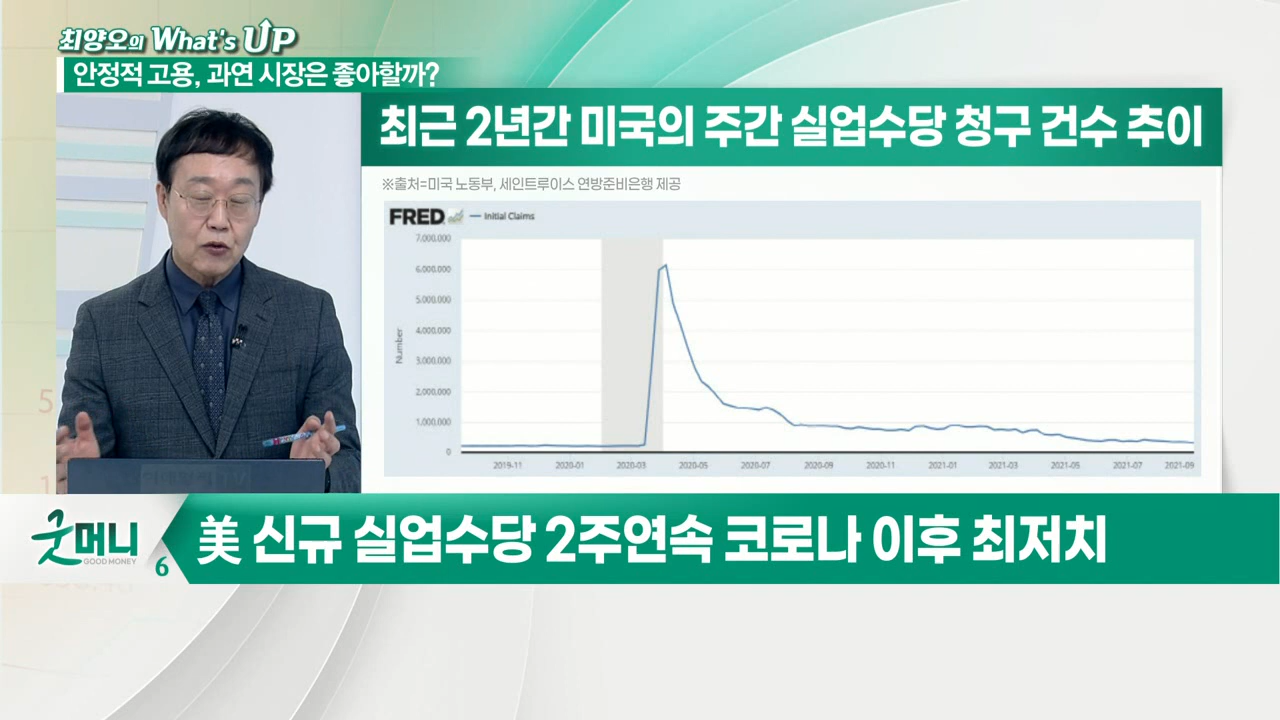 최양오의 What's UP
안정적 고용, 과연 시장은 좋아할까?
최근 2년간 미국의 주간 실업수당 청구 건수 추이
※출처=미국 노동부, 세인트루이스 연방준비은행 제공
FRED Initial Claims
7,000,000
6,000,000
5,000,000
4,000,000
3,000,000
2,000,000
1,000,000
0
Number
2019-11 2020-01 2020-03 2020-05 2020-07 2020-09 2020-11 2021-01 2021-03 2021-05 2021-07 2021-09
5
굿머니
GOOD MONEY
6
美 신규 실업수당 2주연속 코로나 이후 최저치